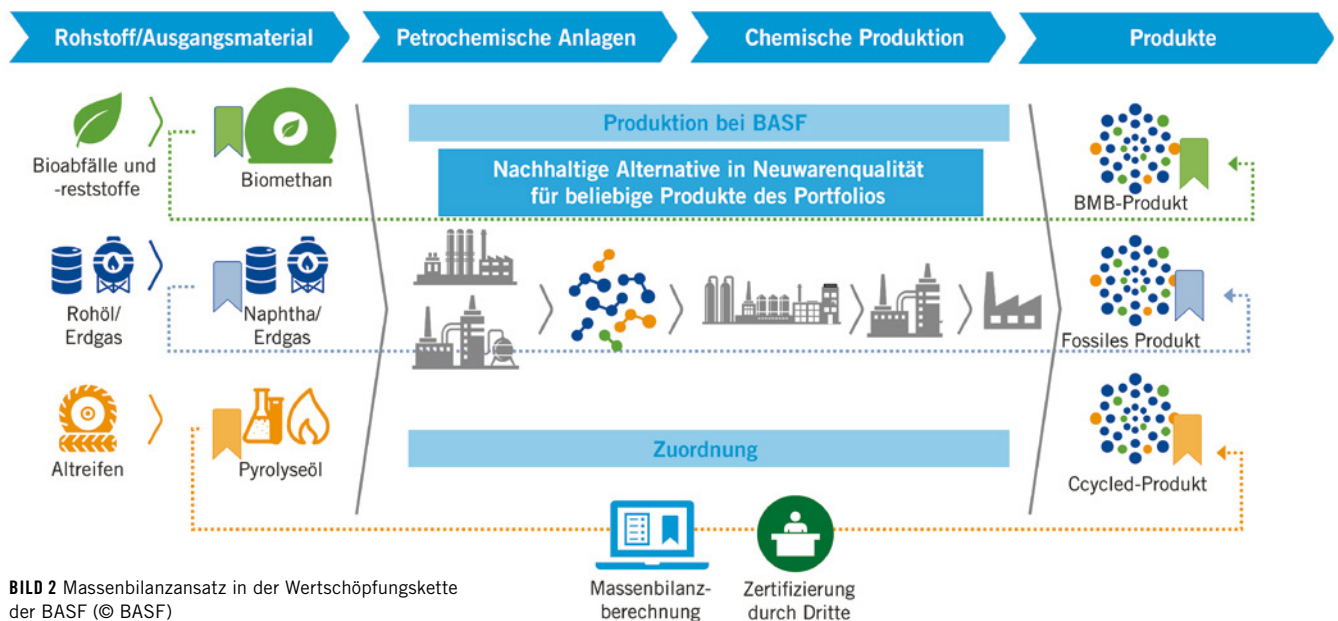 Rohstoff/Ausgangsmaterial
Petrochemische Anlagen
Chemische Produktion
Produkte
Bioabfälle und
-reststoffe
Biomethan
Produktion bei BASF
Nachhaltige Alternative in Neuwarenqualität
für beliebige Produkte des Portfolios
BMB-Produkt
Rohöl/
Erdgas
Naphtha/
Erdgas
Fossiles Produkt
Altreifen
Pyrolyseöl
Zuordnung
Ccycled-Produkt
Massenbilanz-
berechnung
Zertifizierung
durch Dritte
BILD 2 Massenbilanzansatz in der Wertschöpfungskette
der BASF (© BASF)